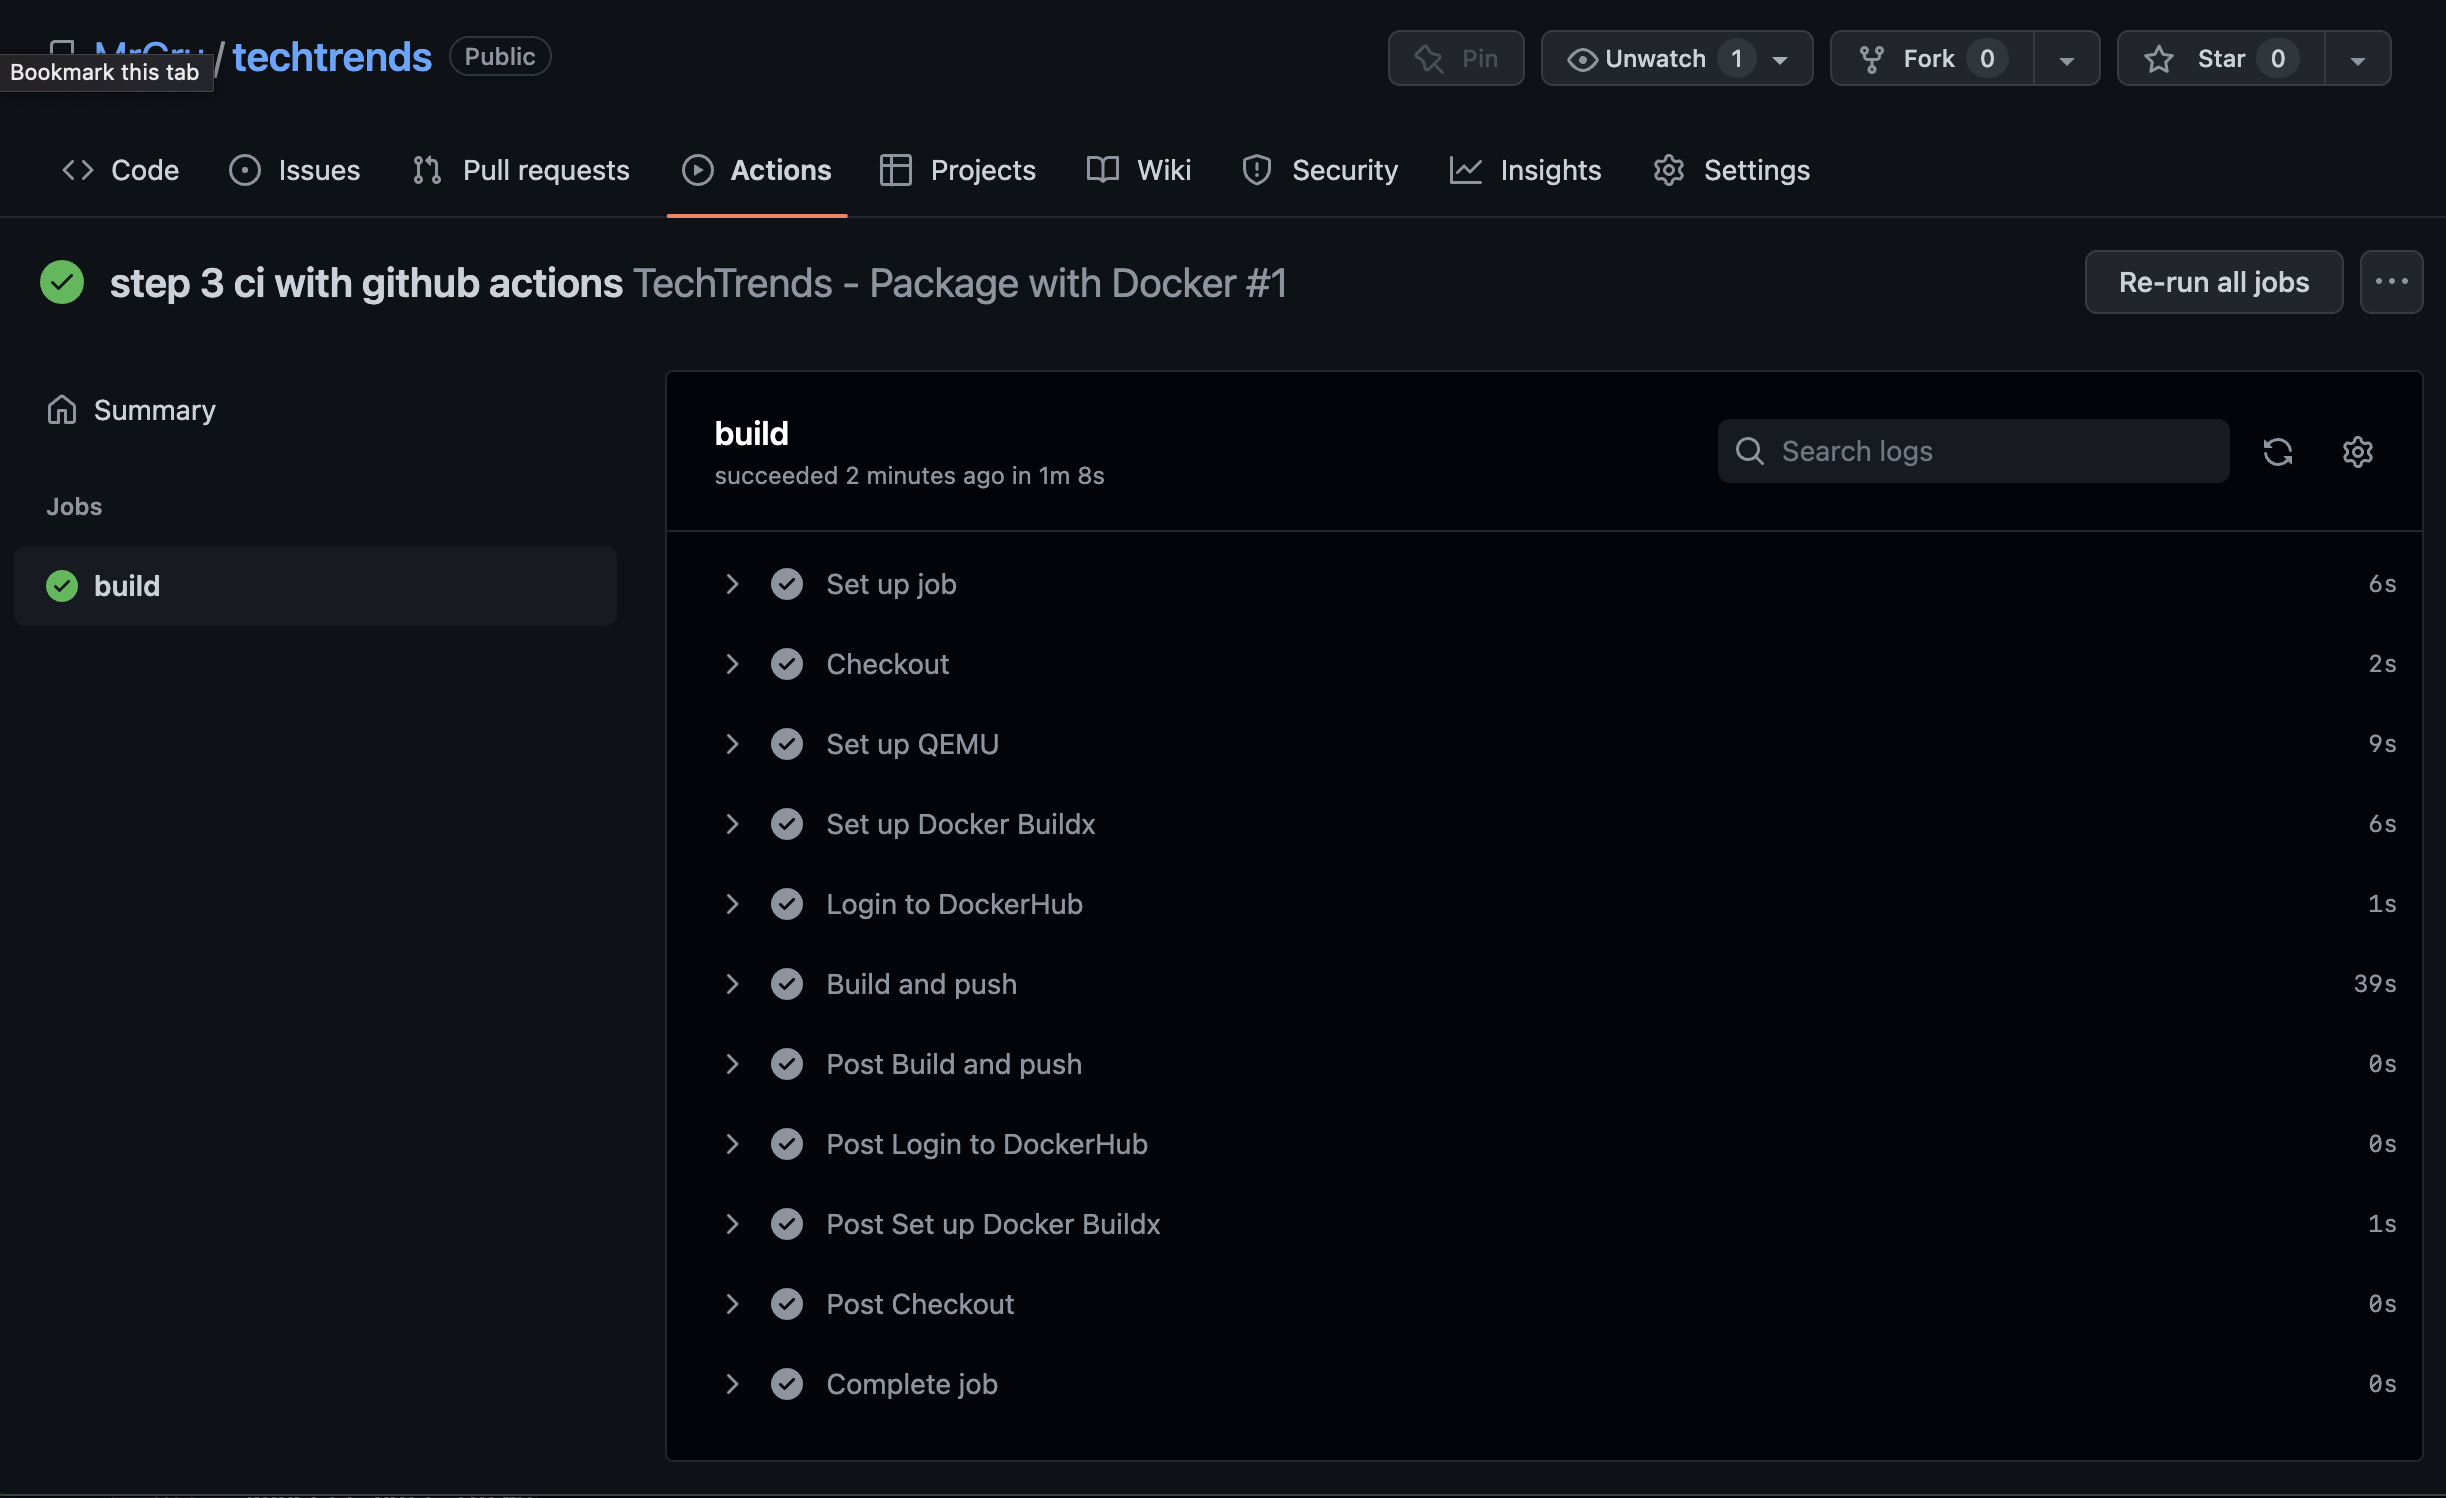 /techtrends Public
Bookmark this tab
Pin
Unwatch 1
Fork 0
Star 0
Code
Issues
Pull requests
Actions
Projects
Wiki
Security
Insights
Settings
step 3 ci with github actions TechTrends - Package with Docker #1
Re-run all jobs
Summary
Jobs
build
build
succeeded 2 minutes ago in 1m 8s
Search logs
Set up job 6s
Checkout 2s
Set up QEMU 9s
Set up Docker Buildx 6s
Login to DockerHub 1s
Build and push 39s
Post Build and push 0s
Post Login to DockerHub 0s
Post Set up Docker Buildx 1s
Post Checkout 0s
Complete job 0s